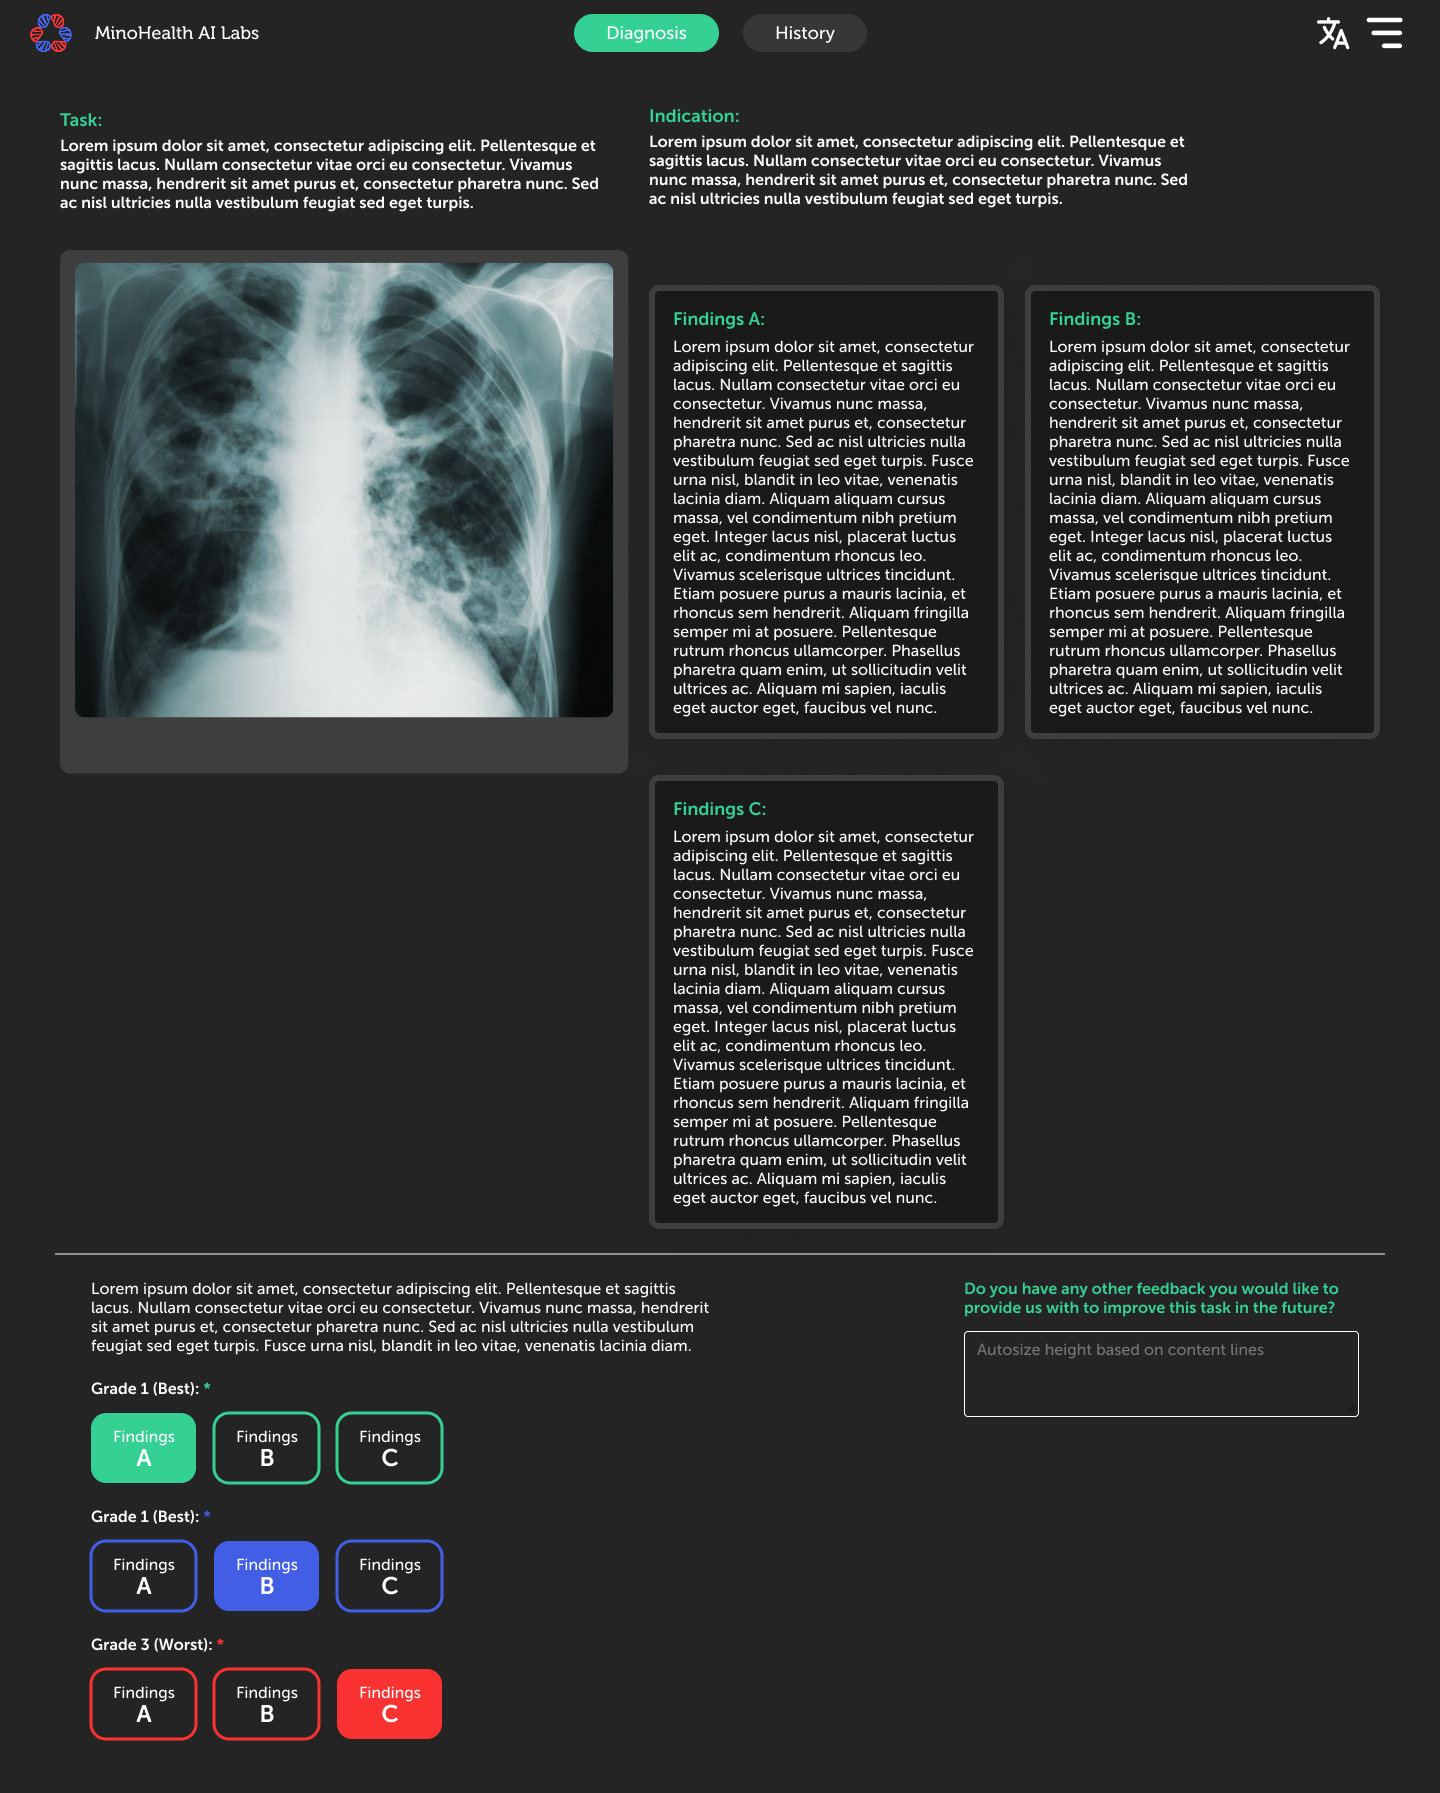 MinoHealth AI Labs
Diagnosis
History
Task:
Lorem ipsum dolor sit amet, consectetur adipiscing elit. Pellentesque et
sagittis lacus. Nullam consectetur vitae orci eu consectetur. Vivamus
nunc massa, hendrerit sit amet purus et, consectetur pharetra nunc. Sed
ac nisl ultricies nulla vestibulum feugiat sed eget turpis.
Indication:
Lorem ipsum dolor sit amet, consectetur adipiscing elit. Pellentesque et
sagittis lacus. Nullam consectetur vitae orci eu consectetur. Vivamus
nunc massa, hendrerit sit amet purus et, consectetur pharetra nunc. Sed
ac nisl ultricies nulla vestibulum feugiat sed eget turpis.
Findings A:
Lorem ipsum dolor sit amet, consectetur
adipiscing elit. Pellentesque et sagittis
lacus. Nullam consectetur vitae orci eu
consectetur. Vivamus nunc massa,
hendrerit sit amet purus et, consectetur
pharetra nunc. Sed ac nisl ultricies nulla
vestibulum feugiat sed eget turpis. Fusce
urna nisl, blandit in leo vitae, venenatis
lacinia diam. Aliquam aliquam cursus
massa, vel condimentum nibh pretium
eget. Integer lacus nisl, placerat luctus
elit ac, condimentum rhoncus leo.
Vivamus scelerisque ultrices tincidunt.
Etiam posuere purus a mauris lacinia, et
rhoncus sem hendrerit. Aliquam fringilla
semper mi at posuere. Pellentesque
rutrum rhoncus ullamcorper. Phasellus
pharetra quam enim, ut sollicitudin velit
ultrices ac. Aliquam mi sapien, iaculis
eget auctor eget, faucibus vel nunc.
Findings B:
Lorem ipsum dolor sit amet, consectetur
adipiscing elit. Pellentesque et sagittis
lacus. Nullam consectetur vitae orci eu
consectetur. Vivamus nunc massa,
hendrerit sit amet purus et, consectetur
pharetra nunc. Sed ac nisl ultricies nulla
vestibulum feugiat sed eget turpis. Fusce
urna nisl, blandit in leo vitae, venenatis
lacinia diam. Aliquam aliquam cursus
massa, vel condimentum nibh pretium
eget. Integer lacus nisl, placerat luctus
elit ac, condimentum rhoncus leo.
Vivamus scelerisque ultrices tincidunt.
Etiam posuere purus a mauris lacinia, et
rhoncus sem hendrerit. Aliquam fringilla
semper mi at posuere. Pellentesque
rutrum rhoncus ullamcorper. Phasellus
pharetra quam enim, ut sollicitudin velit
ultrices ac. Aliquam mi sapien, iaculis
eget auctor eget, faucibus vel nunc.
Findings C:
Lorem ipsum dolor sit amet, consectetur
adipiscing elit. Pellentesque et sagittis
lacus. Nullam consectetur vitae orci eu
consectetur. Vivamus nunc massa,
hendrerit sit amet purus et, consectetur
pharetra nunc. Sed ac nisl ultricies nulla
vestibulum feugiat sed eget turpis. Fusce
urna nisl, blandit in leo vitae, venenatis
lacinia diam. Aliquam aliquam cursus
massa, vel condimentum nibh pretium
eget. Integer lacus nisl, placerat luctus
elit ac, condimentum rhoncus leo.
Vivamus scelerisque ultrices tincidunt.
Etiam posuere purus a mauris lacinia, et
rhoncus sem hendrerit. Aliquam fringilla
semper mi at posuere. Pellentesque
rutrum rhoncus ullamcorper. Phasellus
pharetra quam enim, ut sollicitudin velit
ultrices ac. Aliquam mi sapien, iaculis
eget auctor eget, faucibus vel nunc.
Lorem ipsum dolor sit amet, consectetur adipiscing elit. Pellentesque et sagittis
lacus. Nullam consectetur vitae orci eu consectetur. Vivamus nunc massa, hendrerit
sit amet purus et, consectetur pharetra nunc. Sed ac nisl ultricies nulla vestibulum
feugiat sed eget turpis. Fusce urna nisl, blandit in leo vitae, venenatis lacinia diam.
Grade 1 (Best): *
Findings
A
Findings
B
Findings
C
Grade 1 (Best): *
Findings
A
Findings
B
Findings
C
Grade 3 (Worst): *
Findings
A
Findings
B
Findings
C
Do you have any other feedback you would like to
provide us with to improve this task in the future?
Autosize height based on content lines